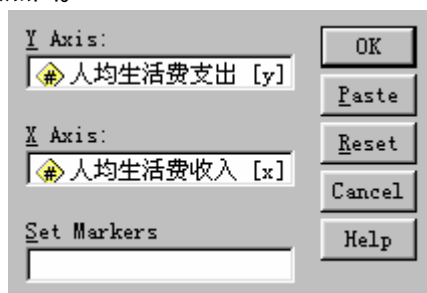 Y Axis:
人均生活费支出 [y]
X Axis:
人均生活费收入 [x]
Set Markers
OK
Paste
Reset
Cancel
Help